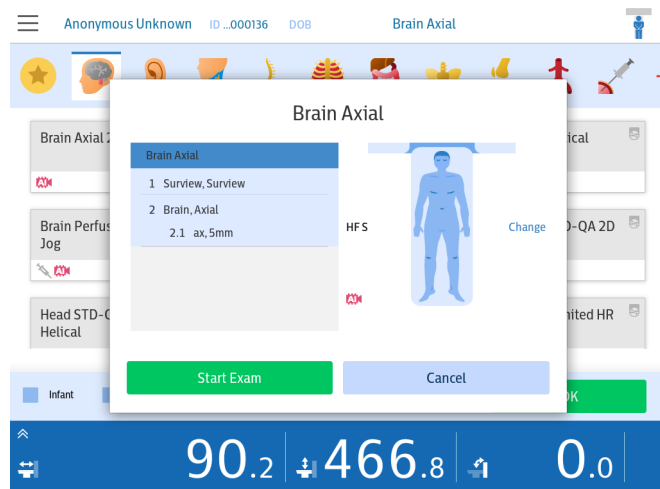 Anonymous Unknown ID ...000136 DOB Brain Axial
Brain Axial
Brain Axial 2
ical
AI
Brain Axial
1 Surview, Surview
2 Brain, Axial
2.1 ax, 5mm
HFS
Change
Brain Perfus
Jog
D-QA 2D
AI
AI
Head STD-Q
Helical
nited HR
Start Exam
Cancel
Infant
OK
90.2 466.8 0.0